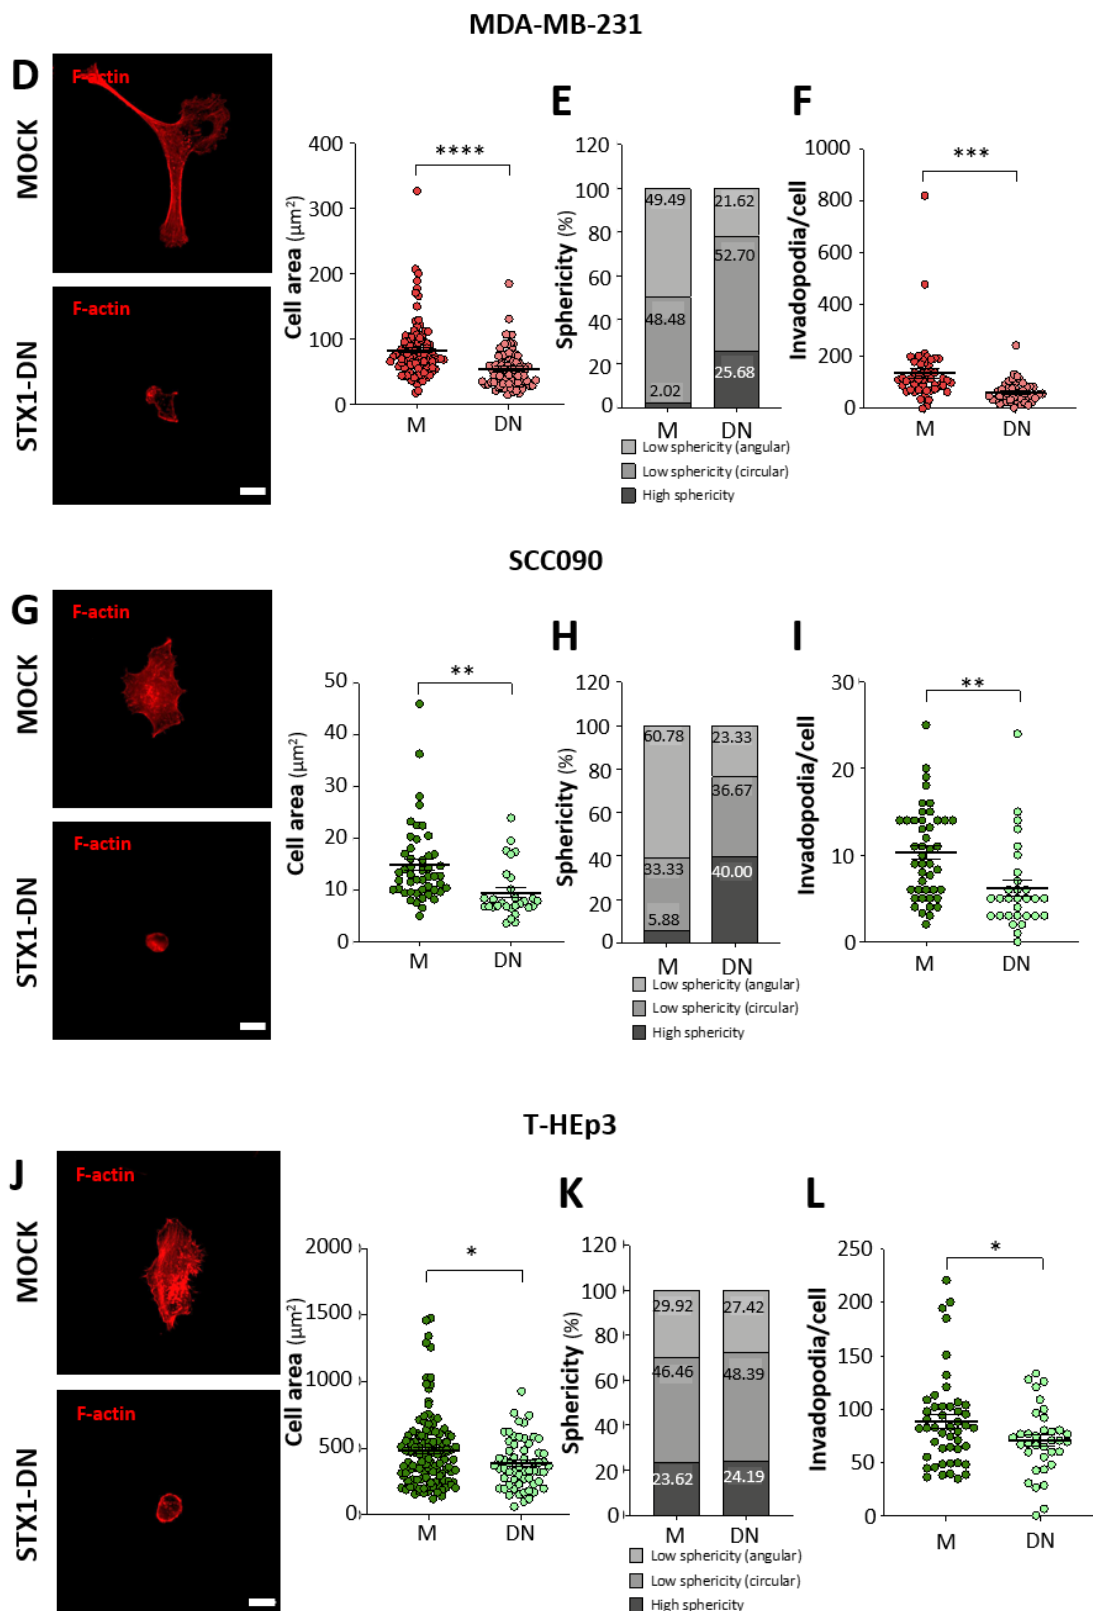 MDA-MB-231
D
MOCK
F-actin
STX1-DN
F-actin
Cell area (µm²)
400
300
200
100
0
****
M
DN
E
Sphericity (%)
120
100
80
60
40
20
0
49.49
48.48
2.02
21.62
52.70
25.68
M
DN
Low sphericity (angular)
Low sphericity (circular)
High sphericity
F
Invadopodia/cell
1000
800
600
400
200
0
***
M
DN
SCC090
G
MOCK
F-actin
STX1-DN
Cell area (µm²)
50
40
30
20
10
0
**
M
DN
H
Sphericity (%)
120
100
80
60
40
20
0
60.78
33.33
5.88
23.33
36.67
40.00
M
DN
Low sphericity (angular)
Low sphericity (circular)
High sphericity
I
Invadopodia/cell
30
20
10
0
**
M
DN
T-HEp3
J
MOCK
F-actin
STX1-DN
F-actin
Cell area (µm²)
2000
1500
1000
500
0
*
M
DN
K
Sphericity (%)
120
100
80
60
40
20
0
29.92
46.46
23.62
27.42
48.39
24.19
M
DN
Low sphericity (angular)
Low sphericity (circular)
High sphericity
L
Invadopodia/cell
250
200
150
100
50
0
*
M
DN